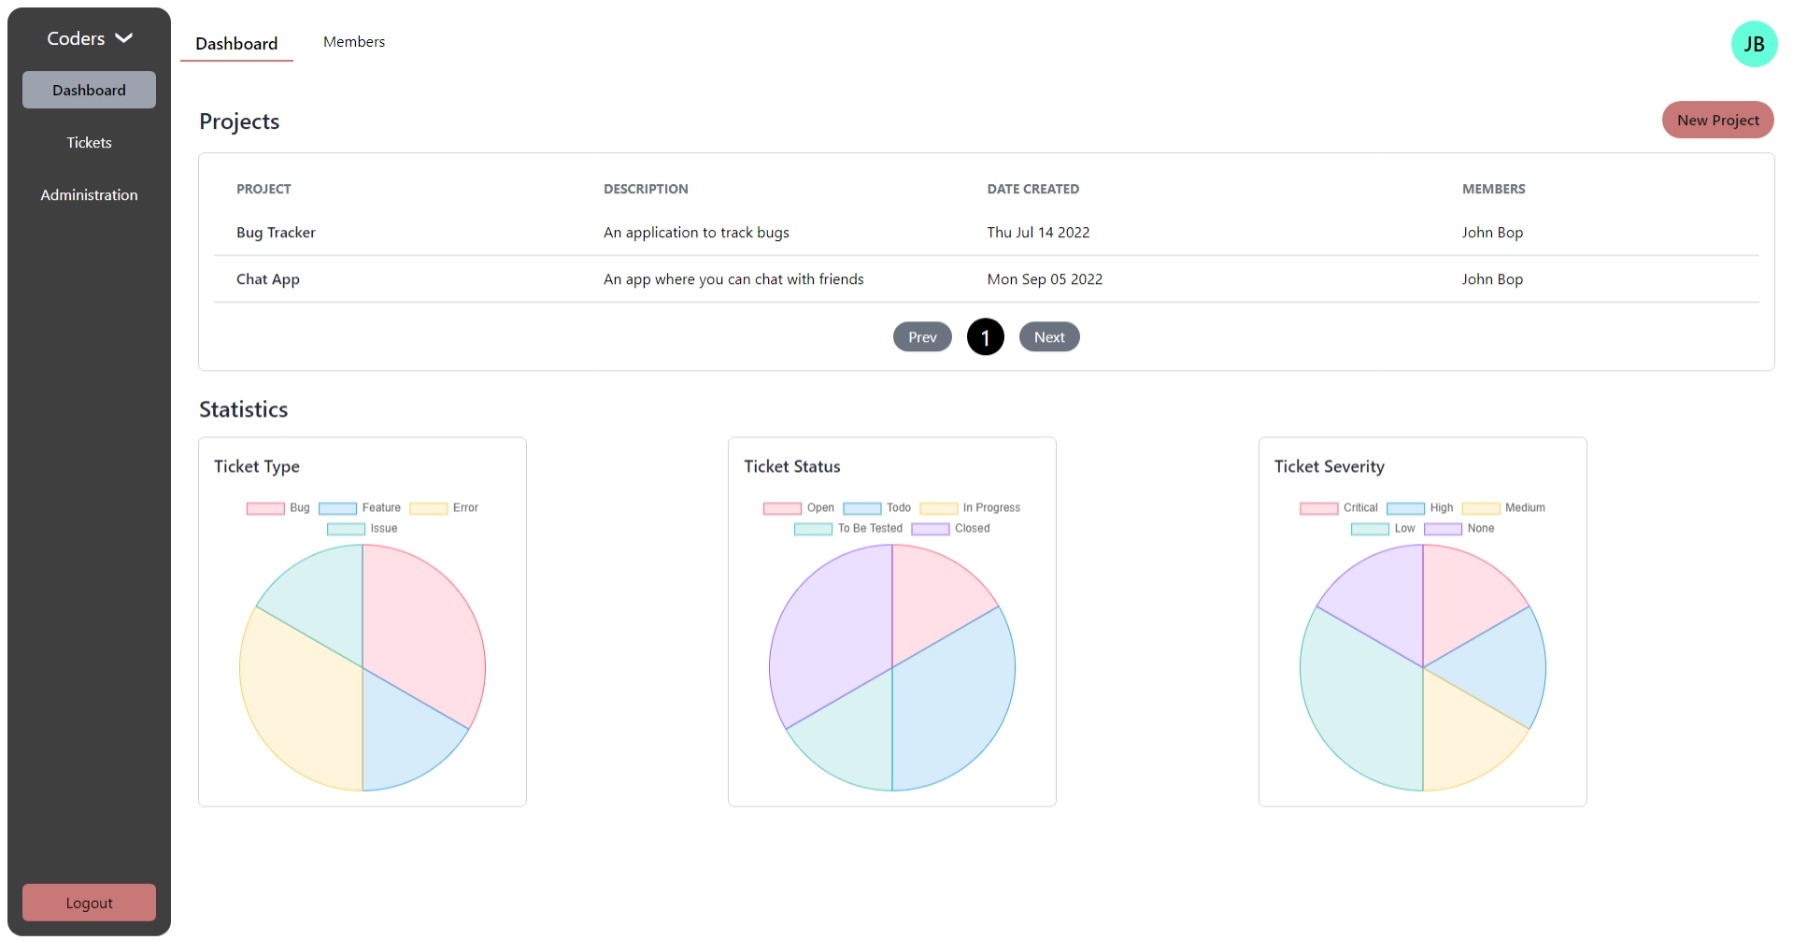 Coders
Dashboard
Tickets
Administration
Logout
Dashboard Members
JB
Projects
New Project
PROJECT DESCRIPTION DATE CREATED MEMBERS
Bug Tracker An application to track bugs Thu Jul 14 2022 John Bop
Chat App An app where you can chat with friends Mon Sep 05 2022 John Bop
Prev 1 Next
Statistics
Ticket Type
Bug Feature Error
Issue
Ticket Status
Open Todo In Progress
To Be Tested Closed
Ticket Severity
Critical High Medium
Low None